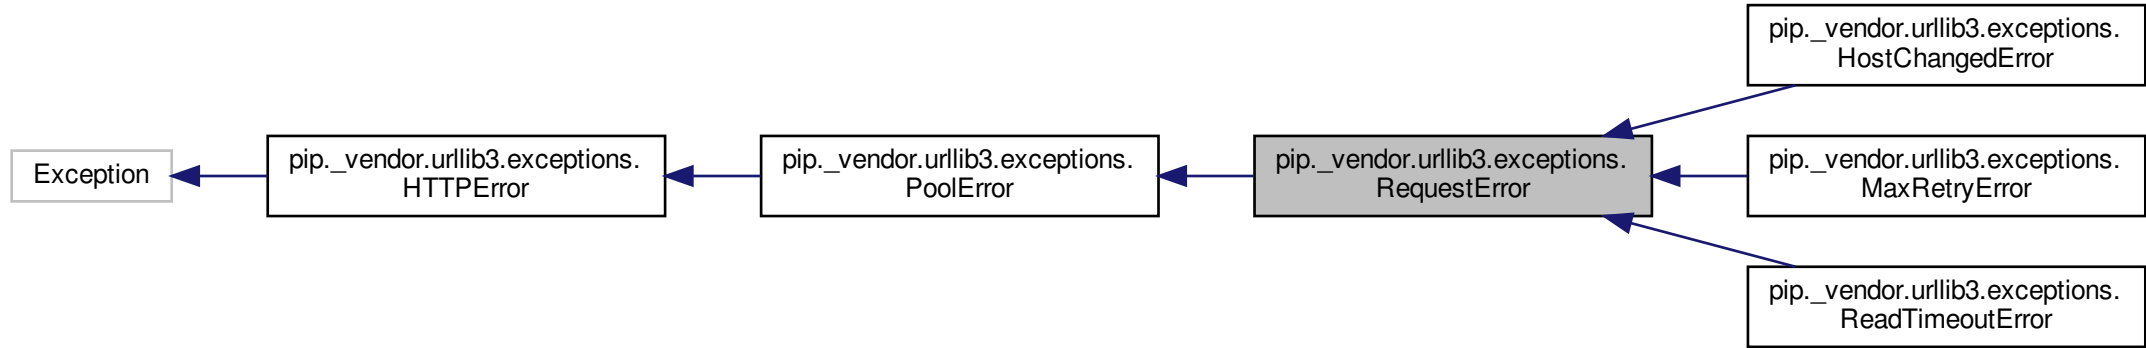 Exception
pip._vendor.urllib3.exceptions.
HTTPError
pip._vendor.urllib3.exceptions.
PoolError
pip._vendor.urllib3.exceptions.
RequestError
pip._vendor.urllib3.exceptions.
HostChangedError
pip._vendor.urllib3.exceptions.
MaxRetryError
pip._vendor.urllib3.exceptions.
ReadTimeoutError